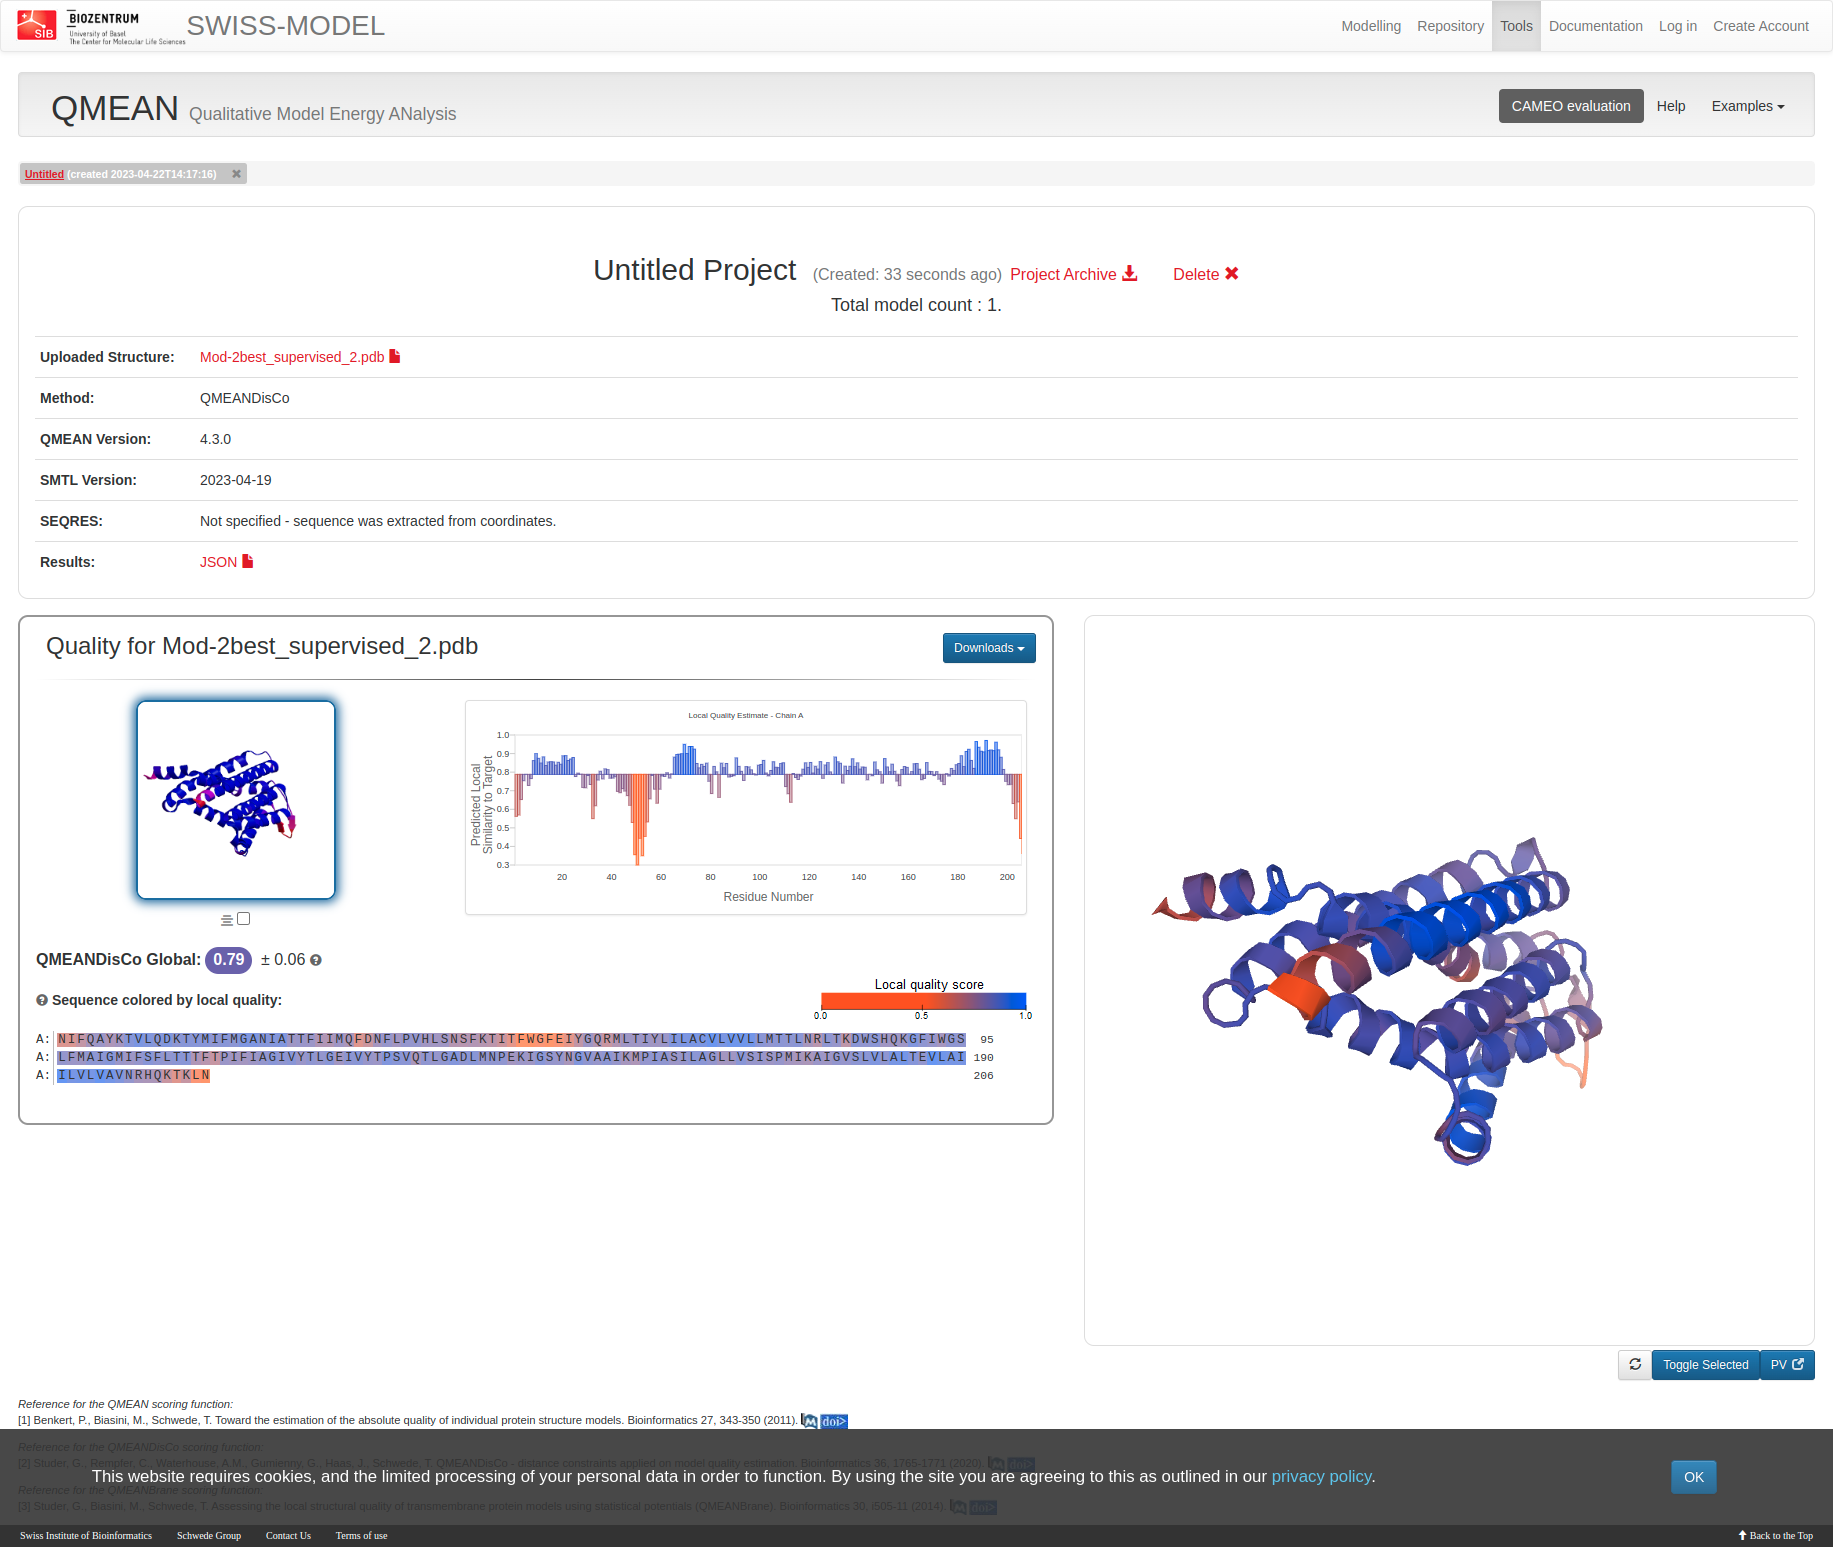 SIB
BIOZENTRUM
University of Basel
The Center for Molecular Life Sciences
SWISS-MODEL
Modelling Repository Tools Documentation Log in Create Account
QMEAN Qualitative Model Energy ANalysis
CAMEO evaluation Help Examples
Untitled (created 2023-04-22T14:17:16)
Untitled Project (Created: 33 seconds ago) Project Archive Delete
Total model count : 1.
Uploaded Structure: Mod-2best_supervised_2.pdb
Method: QMEANDisCo
QMEAN Version: 4.3.0
SMTL Version: 2023-04-19
SEQRES: Not specified - sequence was extracted from coordinates.
Results: JSON
Quality for Mod-2best_supervised_2.pdb
Downloads
Local Quality Estimate - Chain A
Predicted Local
Similarity to Target
1.0
0.9
0.8
0.7
0.6
0.5
0.4
0.3
20 40 60 80 100 120 140 160 180 200
Residue Number
QMEANDisCo Global: 0.79 ± 0.06
Sequence colored by local quality:
Local quality score
0.0 0.5 1.0
A: NIFQAYKTVLQDKTYMIFMGANIATTFIIMQFDNFLPVHLSNSFKTITFWGFEIYGQRMLTIYLILACVLVVLLMTTLNRLTKDWSHQKGFIWGS 95
A: LFMAIGMIFSFLTTTFTPIFIAGIVYTLGEIVYTPSVQTLGADLMNPEKIGSYNGVAAIKMPIASILAGLLVSISPMIKAIGVSLVLALTEVLAI 190
A: ILVLVAVNRHQKTKLN 206
Toggle Selected PV
Reference for the QMEAN scoring function:
[1] Benkert, P., Biasini, M., Schwede, T. Toward the estimation of the absolute quality of individual protein structure models. Bioinformatics 27, 343-350 (2011). M doi>
Reference for the QMEANDisCo scoring function:
[2] Studer, G., Rempfer, C., Waterhouse, A.M., Gumienny, G., Haas, J., Schwede, T. QMEANDisCo - distance constraints applied on model quality estimation. Bioinformatics 36, 1765-1771 (2020). M doi>
This website requires cookies, and the limited processing of your personal data in order to function. By using the site you are agreeing to this as outlined in our privacy policy. OK
Reference for the QMEANBrane scoring function:
[3] Studer, G., Biasini, M., Schwede, T. Assessing the local structural quality of transmembrane protein models using statistical potentials (QMEANBrane). Bioinformatics 30, i505-11 (2014). M doi>
Swiss Institute of Bioinformatics Schwede Group Contact Us Terms of use Back to the Top